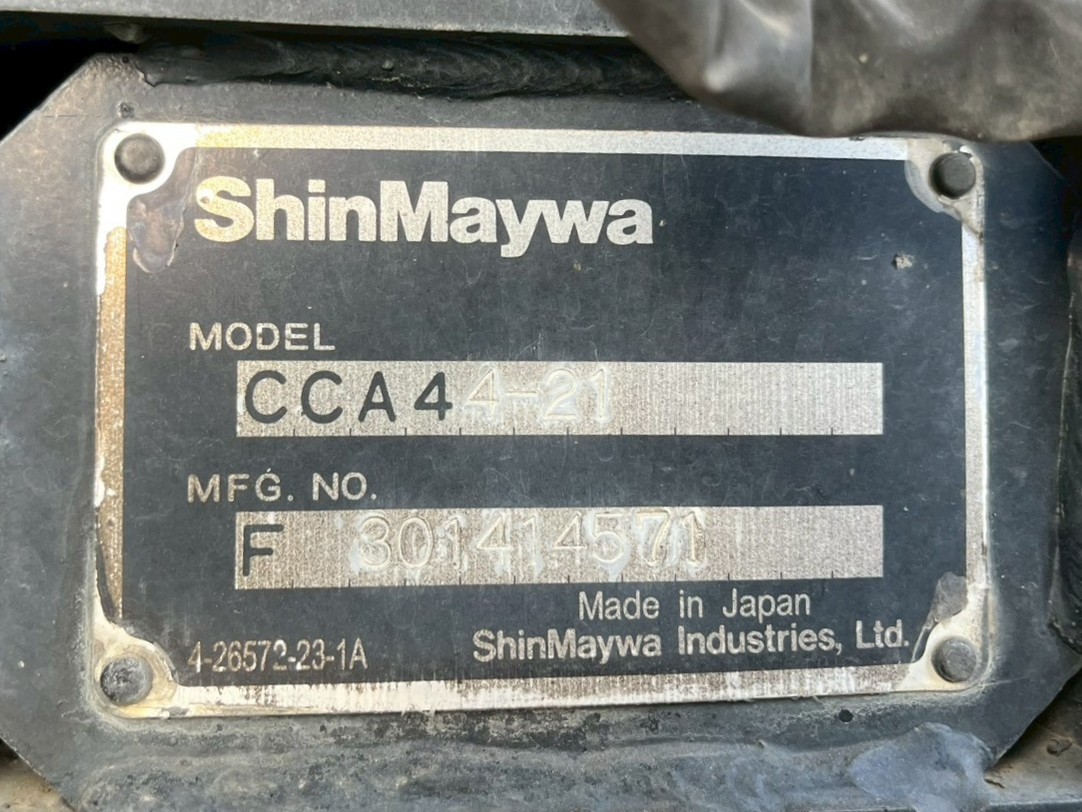 ShinMaywa
MODEL
CCA44-21
MFG. NO.
F 301414571
Made in Japan
ShinMaywa Industries, Ltd.
4-26572-23-1A